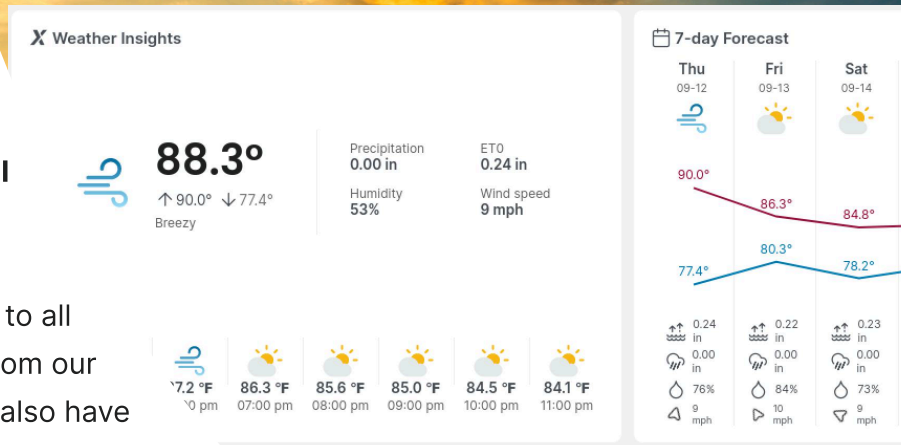 Weather Insights
88.3°
90.0° 77.4°
Breezy
Precipitation
0.00 in
ET0
0.24 in
Humidity
53%
Wind speed
9 mph
to all
om our
also have
7.2 °F
0 pm
86.3 °F
07:00 pm
85.6 °F
08:00 pm
85.0 °F
09:00 pm
84.5 °F
10:00 pm
84.1 °F
11:00 pm
7-day Forecast
Thu
09-12
90.0°
77.4°
0.24
in
0.00
in
76%
9
mph
Fri
09-13
86.3°
80.3°
0.22
in
0.00
in
84%
10
mph
Sat
09-14
84.8°
78.2°
0.23
in
0.00
in
73%
9
mph